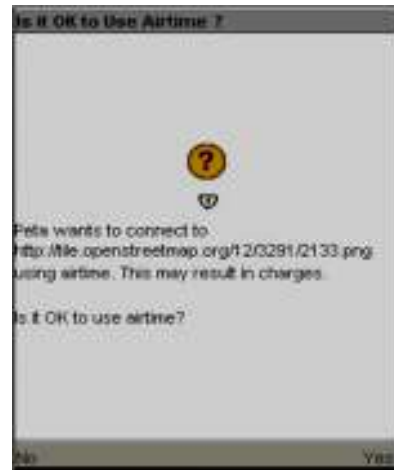 Is it OK to Use Airtime ?
Pete wants to connect to
http://tile.openstreetmap.org/12/3291/2133.png
using airtime. This may result in charges.
Is it OK to use airtime?
No Yes